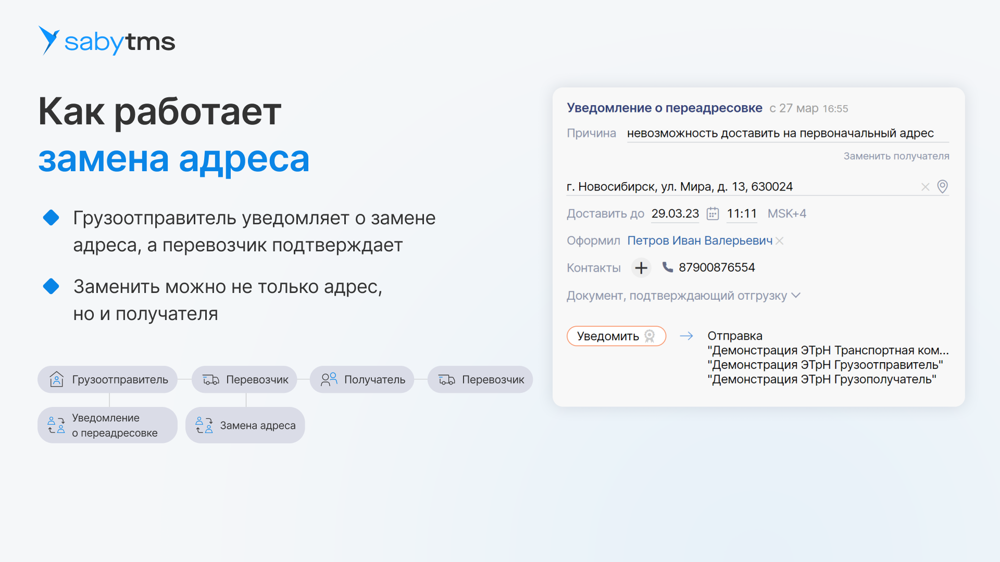 sabytms
Как работает
замена адреса
Грузоотправитель уведомляет о замене
адреса, а перевозчик подтверждает
Заменить можно не только адрес,
но и получателя
Грузоотправитель
Перевозчик
Получатель
Перевозчик
Уведомление
о переадресовке
Замена адреса
Уведомление о переадресовке с 27 мар 16:55
Причина невозможность доставить на первоначальный адрес
Заменить получателя
г. Новосибирск, ул. Мира, д. 13, 630024
Доставить до 29.03.23 11:11 MSK+4
Оформил Петров Иван Валерьевич
Контакты 87900876554
Документ, подтверждающий отгрузку
Уведомить
Отправка
"Демонстрация ЭТрН Транспортная ком...
"Демонстрация ЭТрН Грузоотправитель"
"Демонстрация ЭТрН Грузополучатель"